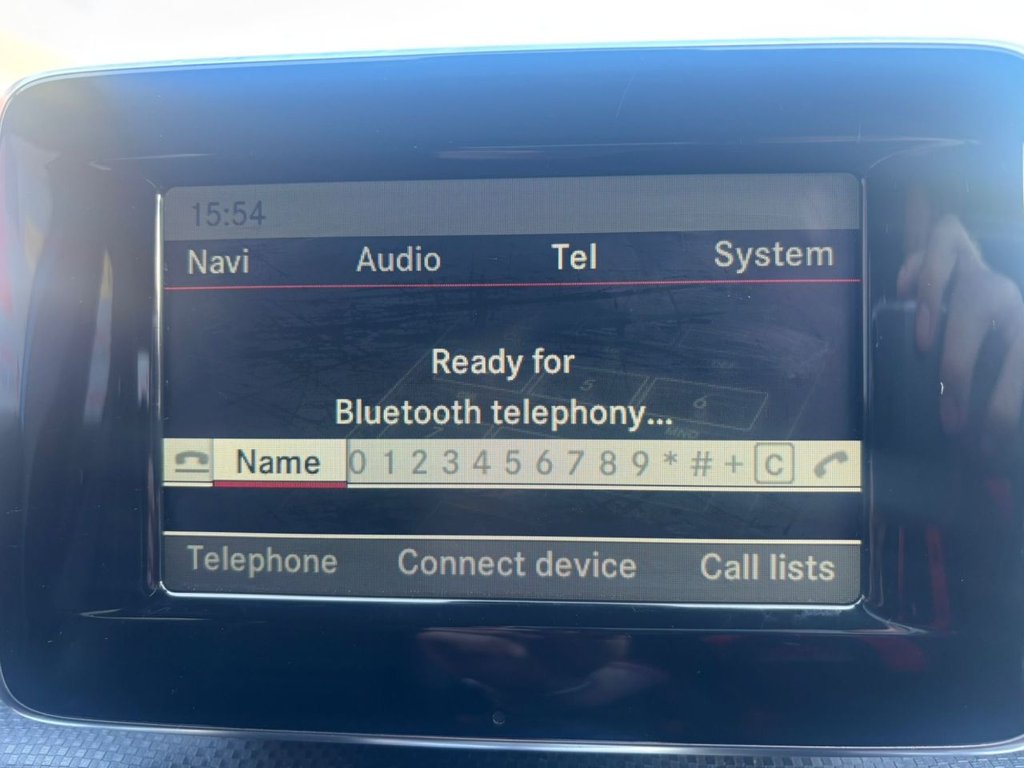 15:54
Navi Audio Tel System
Ready for
Bluetooth telephony...
Name 0 1 2 3 4 5 6 7 8 9 * # + C
Telephone Connect device Call lists